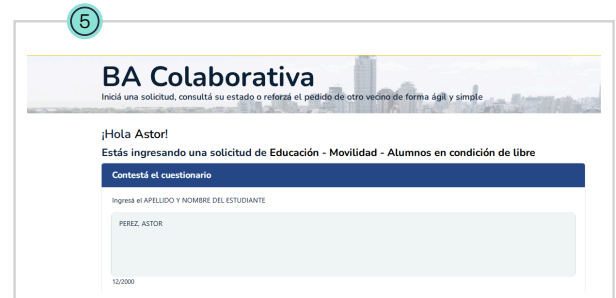 5
BA Colaborativa
Iniciá una solicitud, consultá su estado o reforzá el pedido de otro vecino de forma ágil y simple
¡Hola Astor!
Estás ingresando una solicitud de Educación - Movilidad - Alumnos en condición de libre
Contestá el cuestionario
Ingresá el APELLIDO Y NOMBRE DEL ESTUDIANTE
PEREZ, ASTOR
12/2000